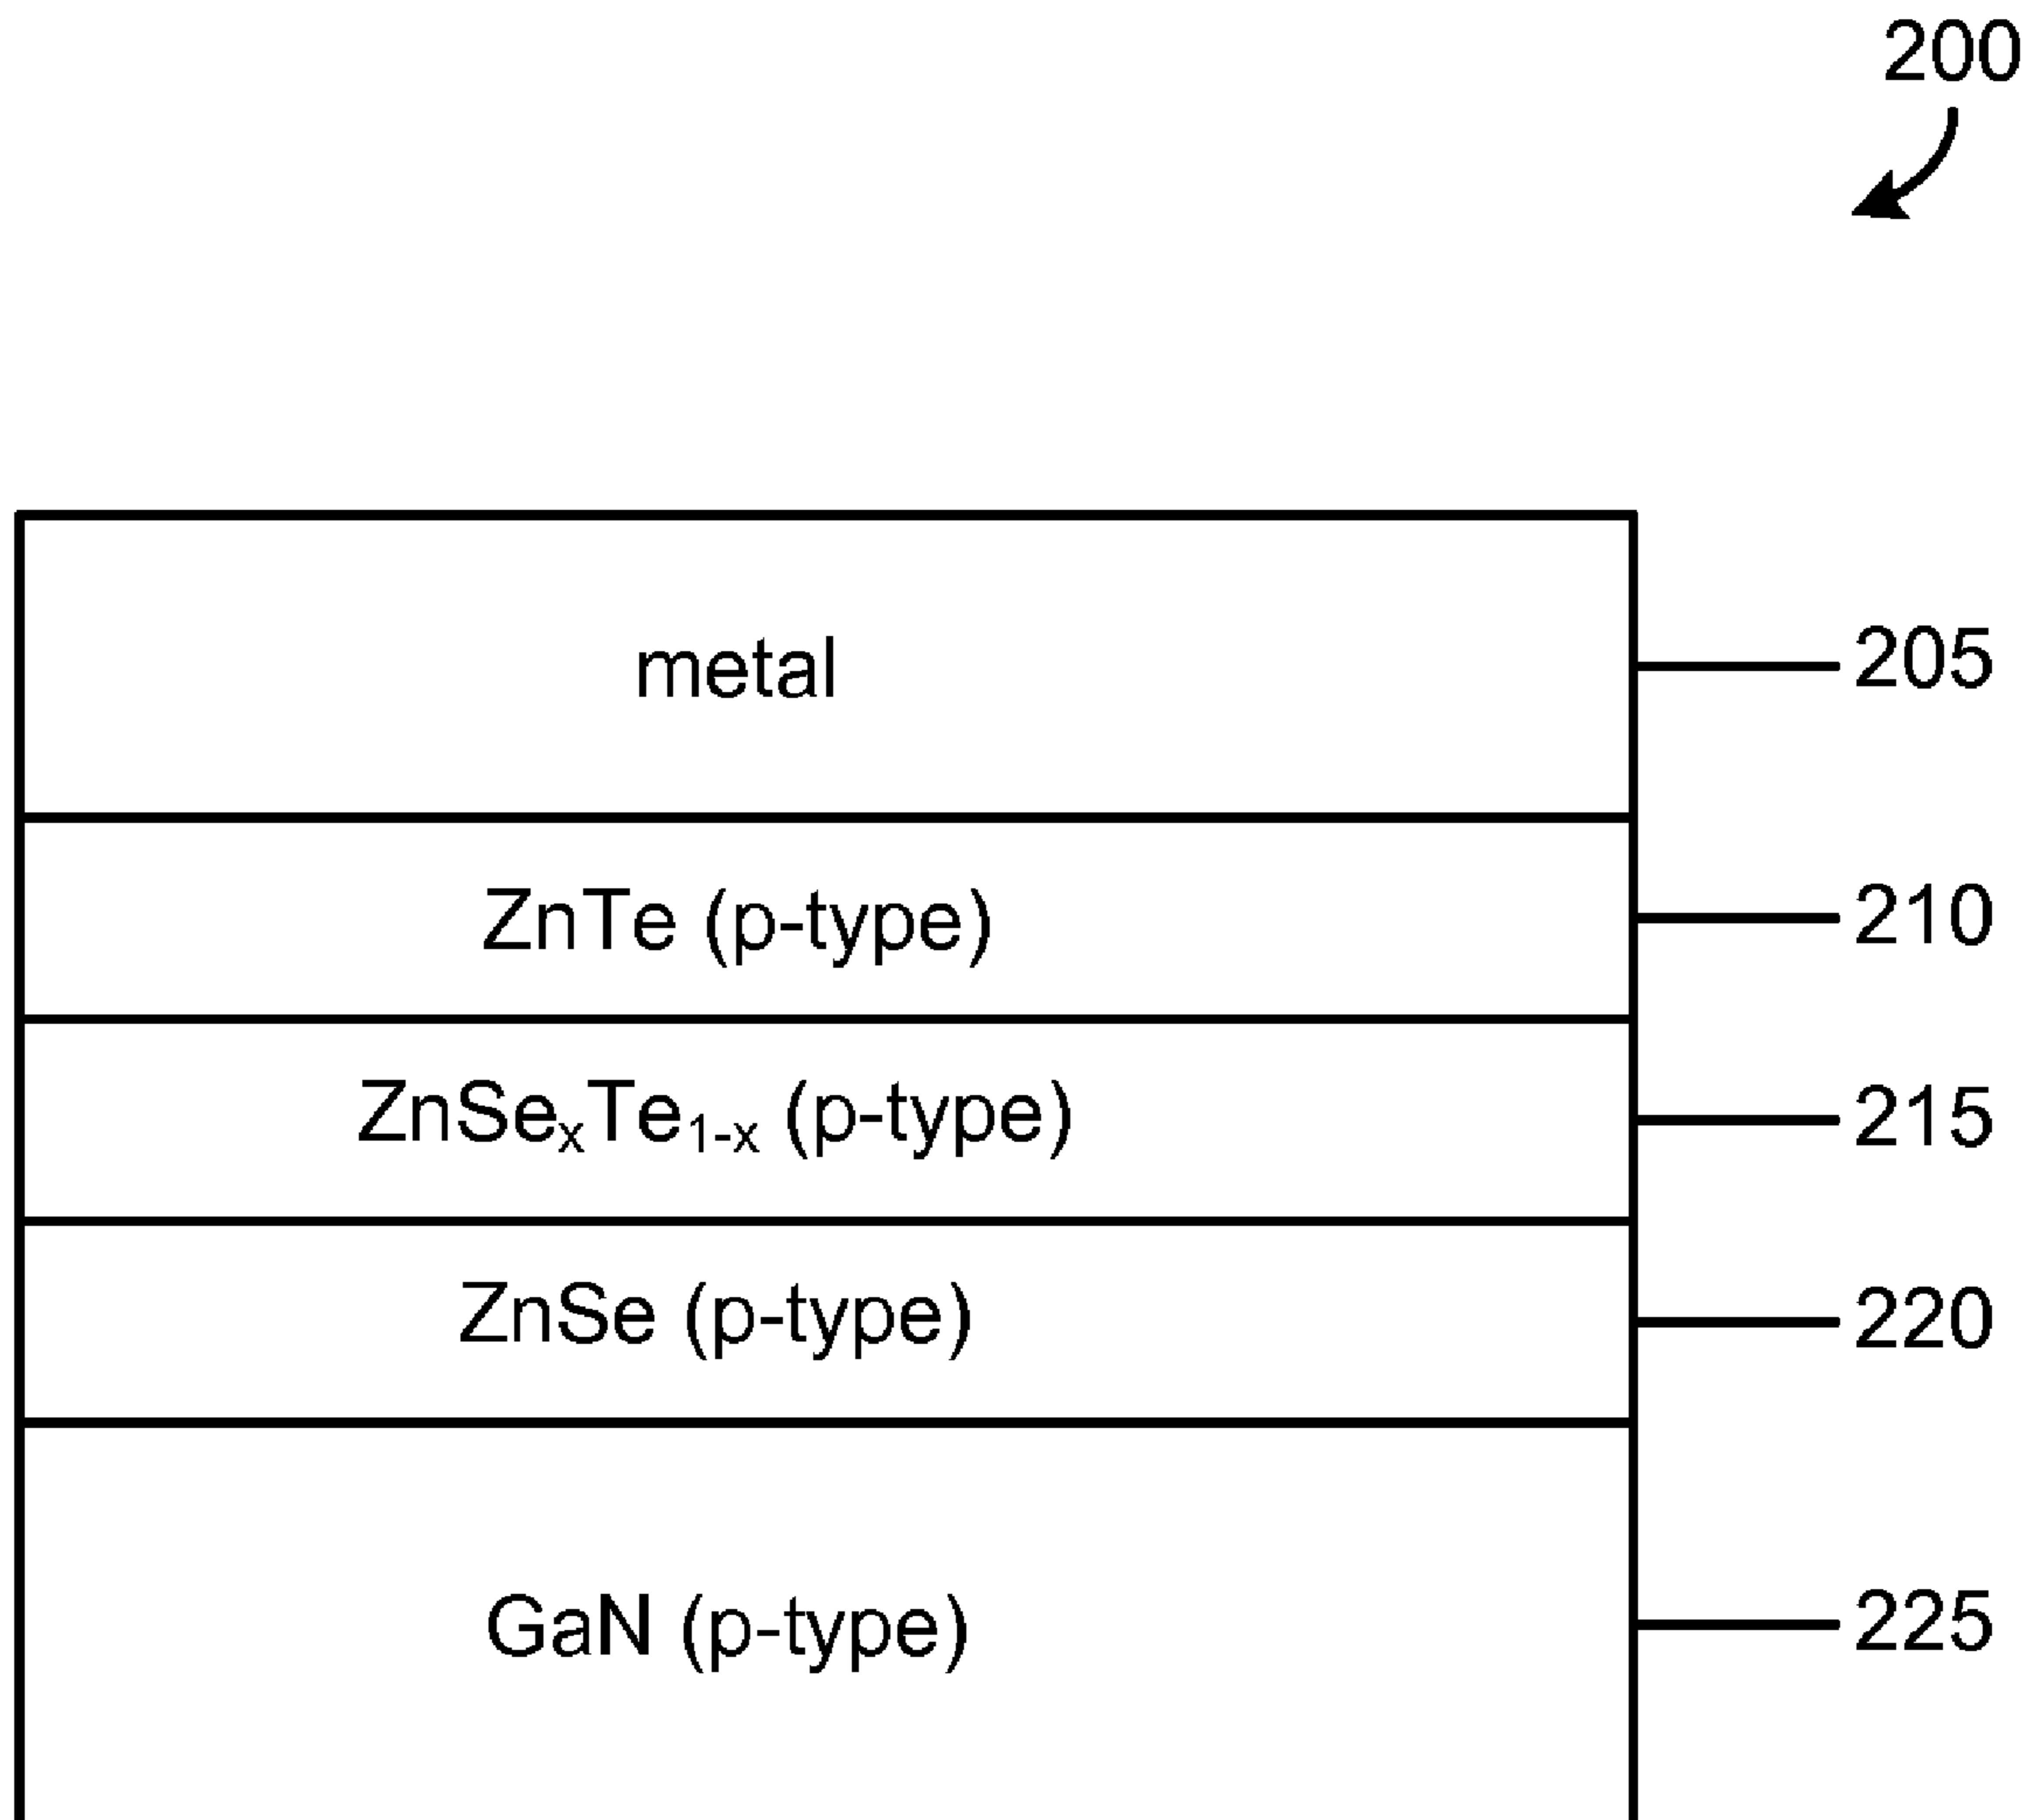 200
metal 205
ZnTe (p-type) 210
ZnSeₓTe₁₋ₓ (p-type) 215
ZnSe (p-type) 220
GaN (p-type) 225